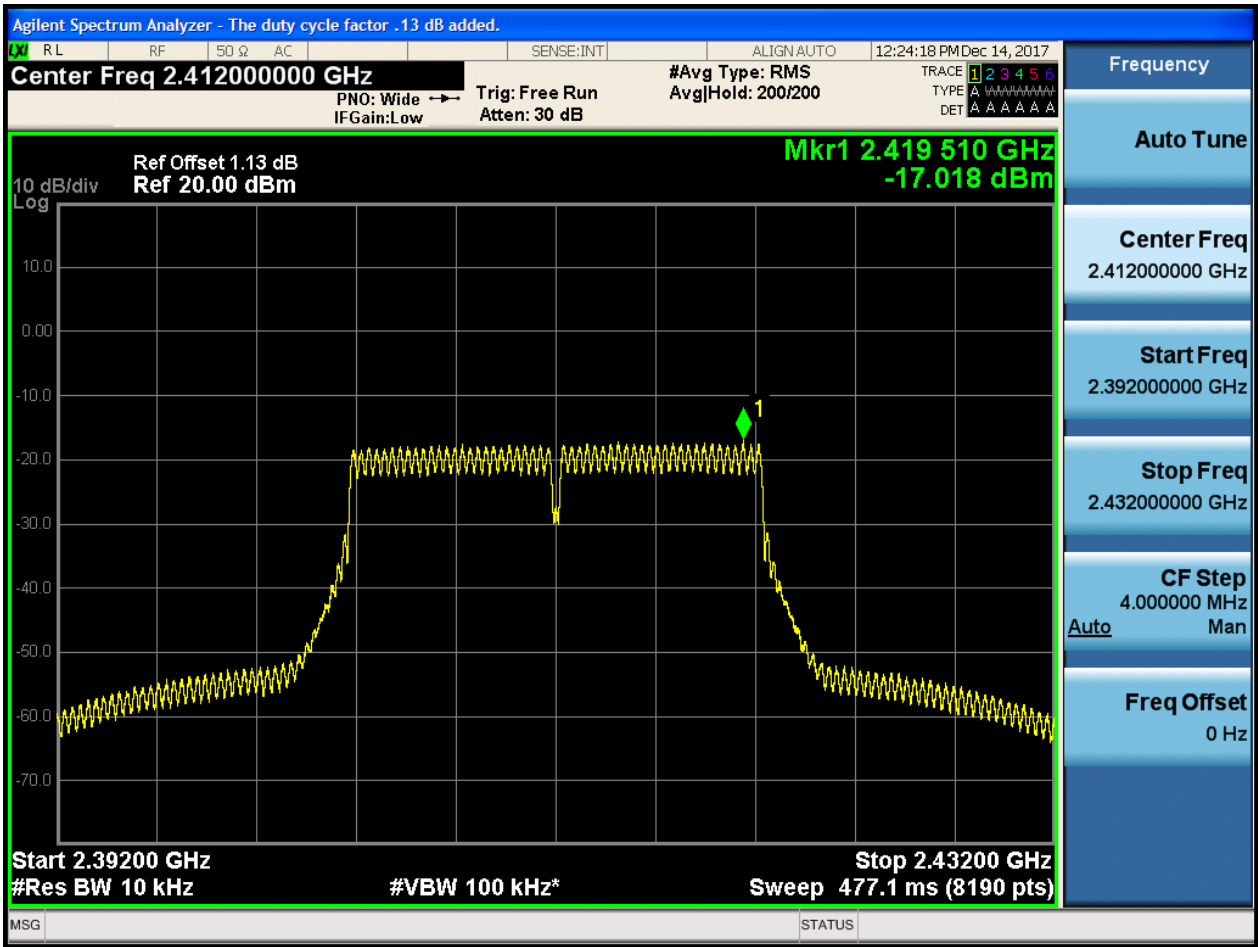 Agilent Spectrum Analyzer - The duty cycle factor .13 dB added.
LXI RL RF 50 Ω AC SENSE:INT ALIGN AUTO 12:24:18 PM Dec 14, 2017
Center Freq 2.412000000 GHz
PNO: Wide
IFGain:Low
Trig: Free Run
Atten: 30 dB
#Avg Type: RMS
Avg|Hold: 200/200
TRACE 1 2 3 4 5 6
TYPE A WWWWW
DET A A A A A A
Mkr1 2.419 510 GHz
-17.018 dBm
Ref Offset 1.13 dB
10 dB/div Ref 20.00 dBm
Log
10.0
0.00
-10.0
1
-20.0
-30.0
-40.0
-50.0
-60.0
-70.0
Start 2.39200 GHz Stop 2.43200 GHz
#Res BW 10 kHz #VBW 100 kHz* Sweep 477.1 ms (8190 pts)
MSG STATUS
Frequency
Auto Tune
Center Freq
2.412000000 GHz
Start Freq
2.392000000 GHz
Stop Freq
2.432000000 GHz
CF Step
4.000000 MHz
Auto Man
Freq Offset
0 Hz